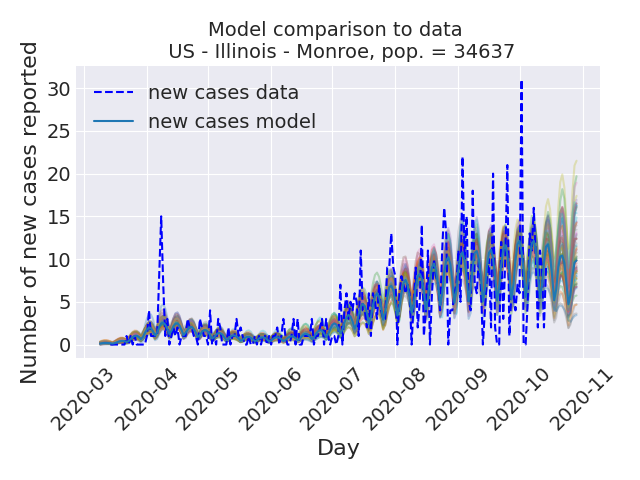 Model comparison to data
US - Illinois - Monroe, pop. = 34637
new cases data
new cases model
Number of new cases reported
30
25
20
15
10
5
0
2020-03
2020-04
2020-05
2020-06
2020-07
2020-08
2020-09
2020-10
2020-11
Day